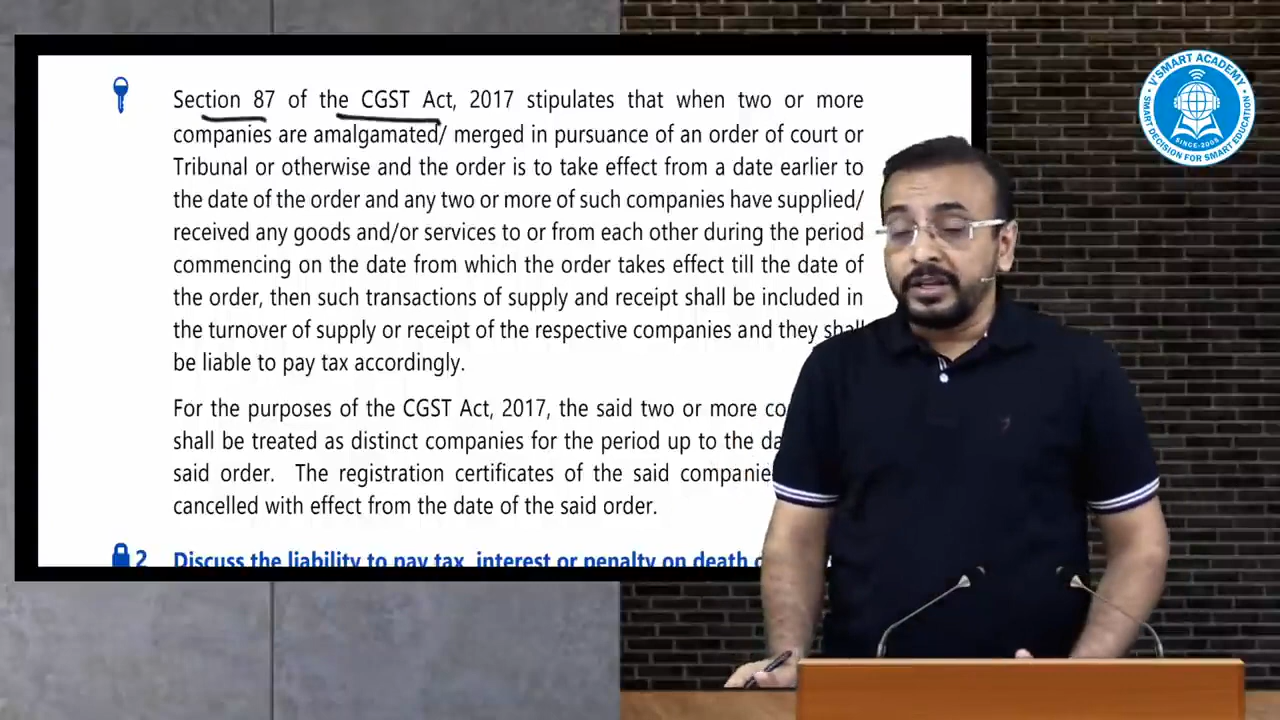 Section 87 of the CGST Act, 2017 stipulates that when two or more
companies are amalgamated/ merged in pursuance of an order of court or
Tribunal or otherwise and the order is to take effect from a date earlier to
the date of the order and any two or more of such companies have supplied/
received any goods and/or services to or from each other during the period
commencing on the date from which the order takes effect till the date of
the order, then such transactions of supply and receipt shall be included in
the turnover of supply or receipt of the respective companies and they shall
be liable to pay tax accordingly.
For the purposes of the CGST Act, 2017, the said two or more
shall be treated as distinct companies for the period up to the
said order. The registration certificates of the said
cancelled with effect from the date of the said order.
2 Discuss the liability to pay tax, interest or penalty on death
V'SMART ACADEMY
SMART DECISION FOR SMART EDUCATION